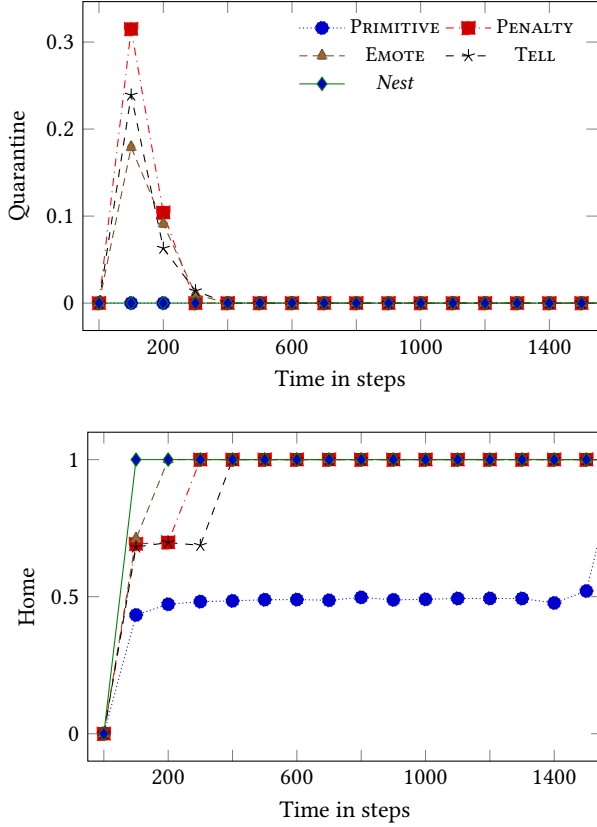 PRIMITIVE PENALTY
EMOTE TELL
Nest
0.3
0.2
0.1
0
Quarantine
200 600 1000 1400
Time in steps
1
0.5
0
Home
200 600 1000 1400
Time in steps